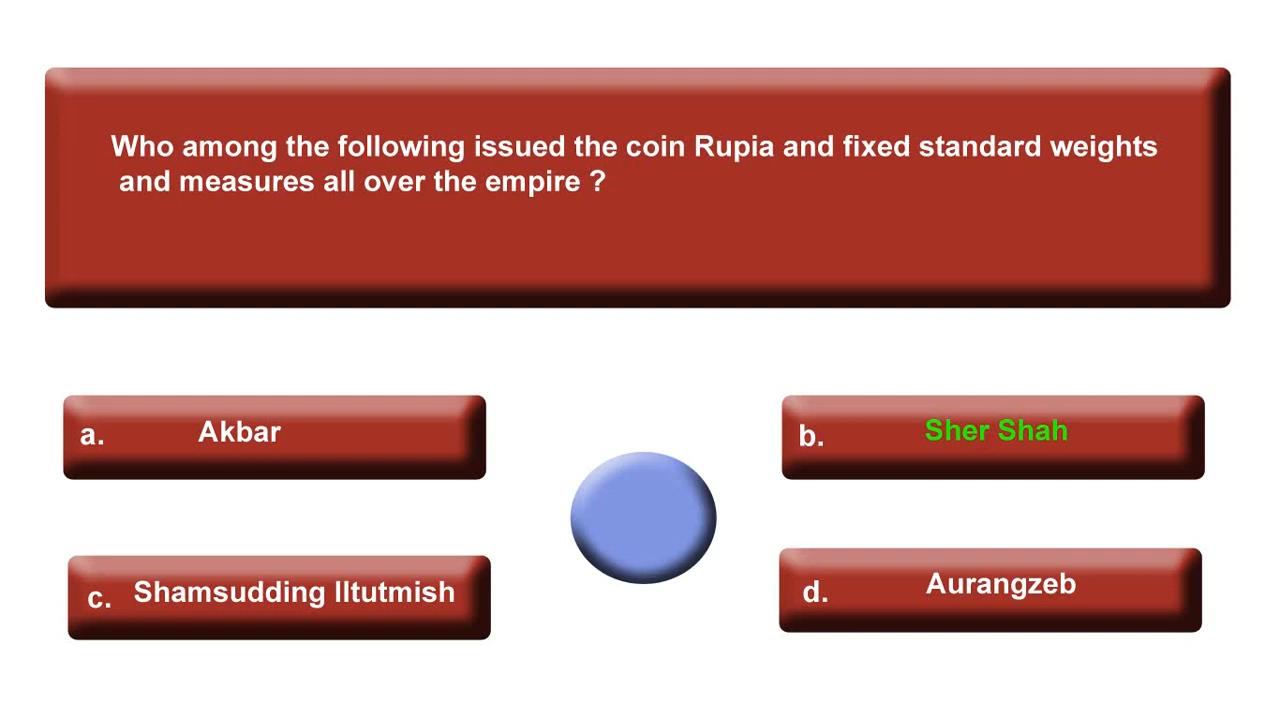 Who among the following issued the coin Rupia and fixed standard weights
and measures all over the empire ?
a. Akbar
b. Sher Shah
c. Shamsudding Iltutmish
d. Aurangzeb